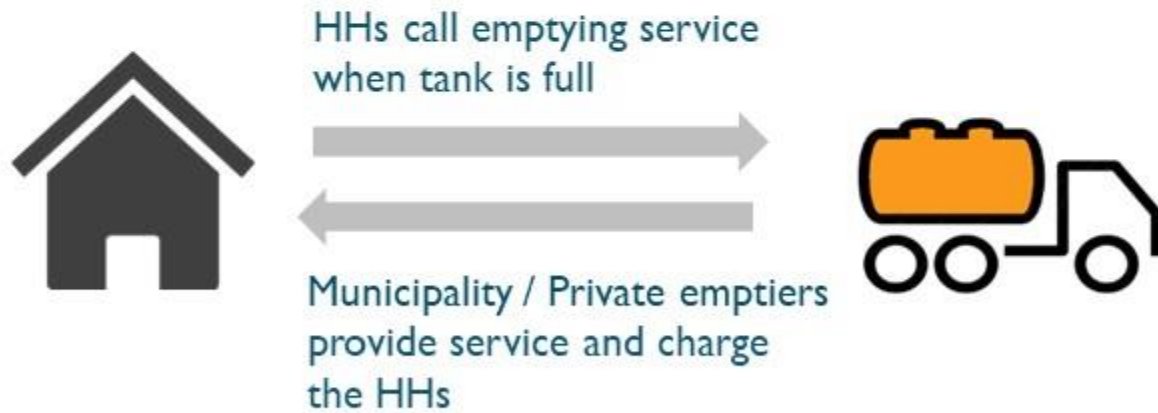 HHs call emptying service
when tank is full
Municipality / Private emptiers
provide service and charge
the HHs